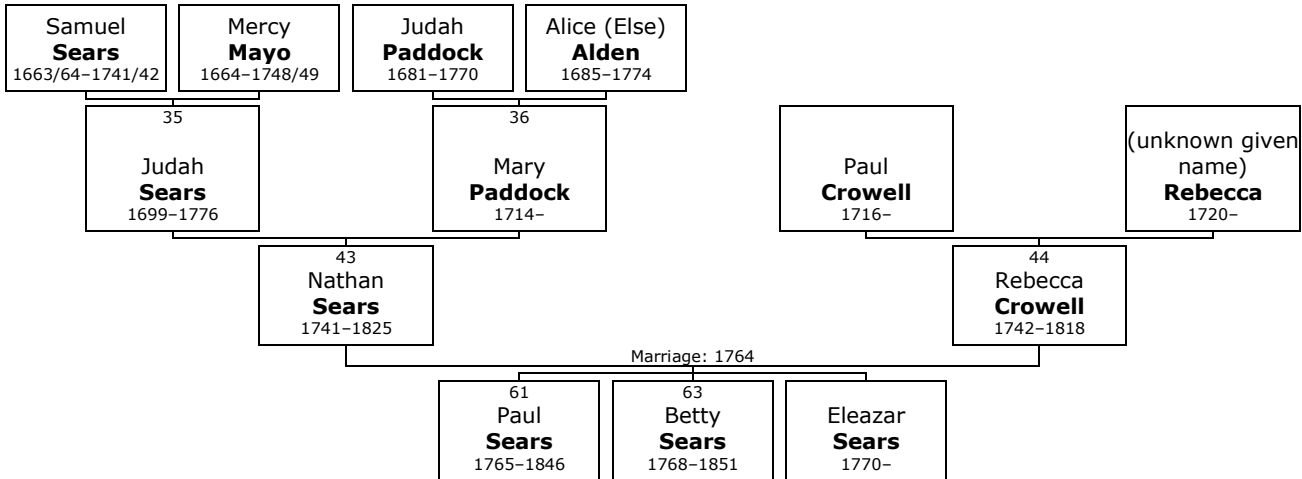 Samuel
Sears
1663/64–1741/42
Mercy
Mayo
1664–1748/49
Judah
Paddock
1681–1770
Alice (Else)
Alden
1685–1774
35
Judah
Sears
1699–1776
36
Mary
Paddock
1714–
Paul
Crowell
1716–
(unknown given
name)
Rebecca
1720–
43
Nathan
Sears
1741–1825
44
Rebecca
Crowell
1742–1818
Marriage: 1764
61
Paul
Sears
1765–1846
63
Betty
Sears
1768–1851
Eleazar
Sears
1770–